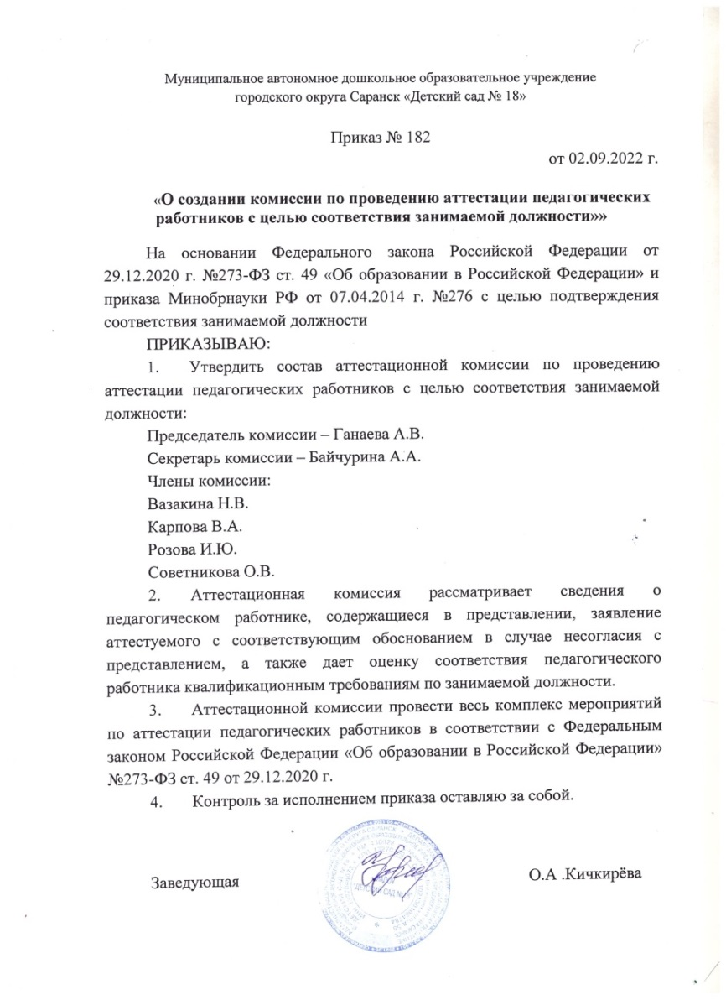 Муниципальное автономное дошкольное образовательное учреждение
городского округа Саранск «Детский сад № 18»
Приказ № 182
от 02.09.2022 г.
«О создании комиссии по проведению аттестации педагогических
работников с целью соответствия занимаемой должности»»
На основании Федерального закона Российской Федерации от
29.12.2020 г. №273-ФЗ ст. 49 «Об образовании в Российской Федерации» и
приказа Минобрнауки РФ от 07.04.2014 г. №276 с целью подтверждения
соответствия занимаемой должности
ПРИКАЗЫВАЮ:
1. Утвердить состав аттестационной комиссии по проведению
аттестации педагогических работников с целью соответствия занимаемой
должности:
Председатель комиссии – Ганаева А.В.
Секретарь комиссии – Байчурина А.А.
Члены комиссии:
Вазакина Н.В.
Карпова В.А.
Розова И.Ю.
Советникова О.В.
2. Аттестационная комиссия рассматривает сведения о
педагогическом работнике, содержащиеся в представлении, заявление
аттестуемого с соответствующим обоснованием в случае несогласия с
представлением, а также дает оценку соответствия педагогического
работника квалификационным требованиям по занимаемой должности.
3. Аттестационной комиссии провести весь комплекс мероприятий
по аттестации педагогических работников в соответствии с Федеральным
законом Российской Федерации «Об образовании в Российской Федерации»
№273-ФЗ ст. 49 от 29.12.2020 г.
4. Контроль за исполнением приказа оставляю за собой.
Заведующая
О.А .Кичкирёва
"ДЕТСКИЙ САД № 18"